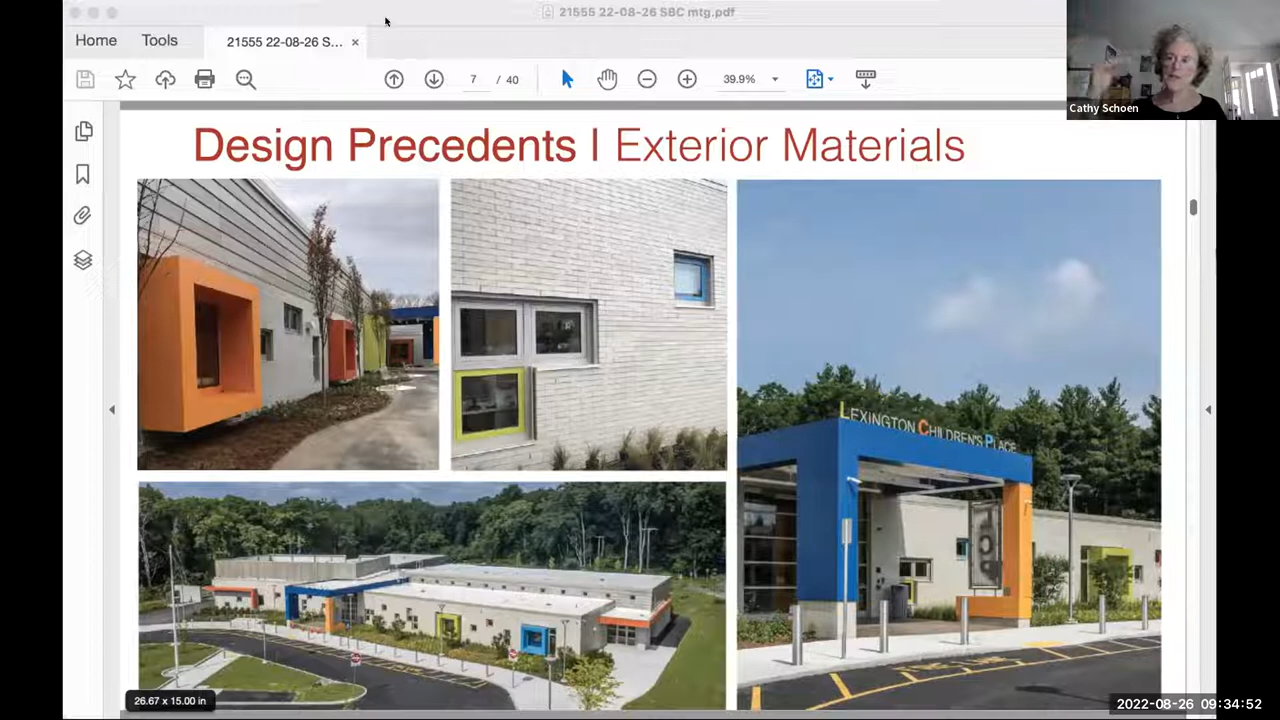 21555 22-08-26 SBC mtg.pdf
Home Tools 21555 22-08-26 S... ×
7 / 40 39.9%
Cathy Schoen
Design Precedents | Exterior Materials
LEXINGTON CHILDREN'S PLACE
26.67 x 15.00 in
2022-08-26 09:34:52